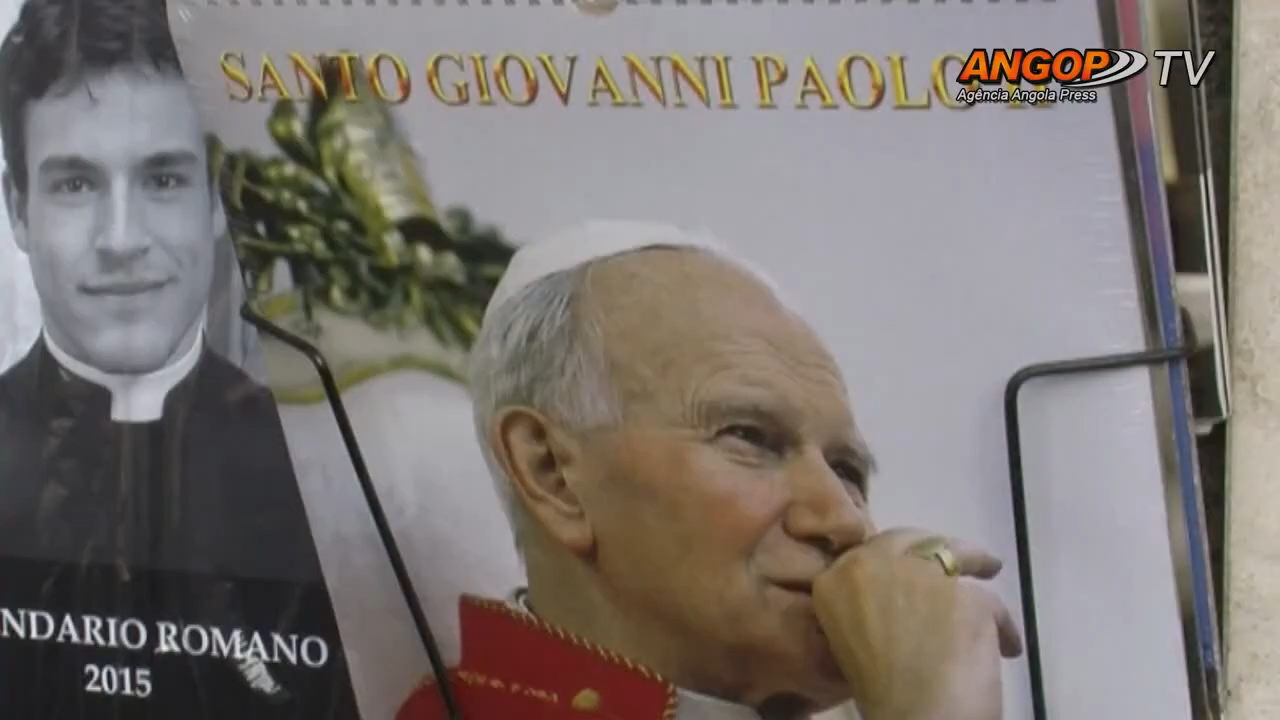 SANTO GIOVANNI PAOLO
ANGOP TV
Agência Angola Press
NDARIO ROMANO
2015